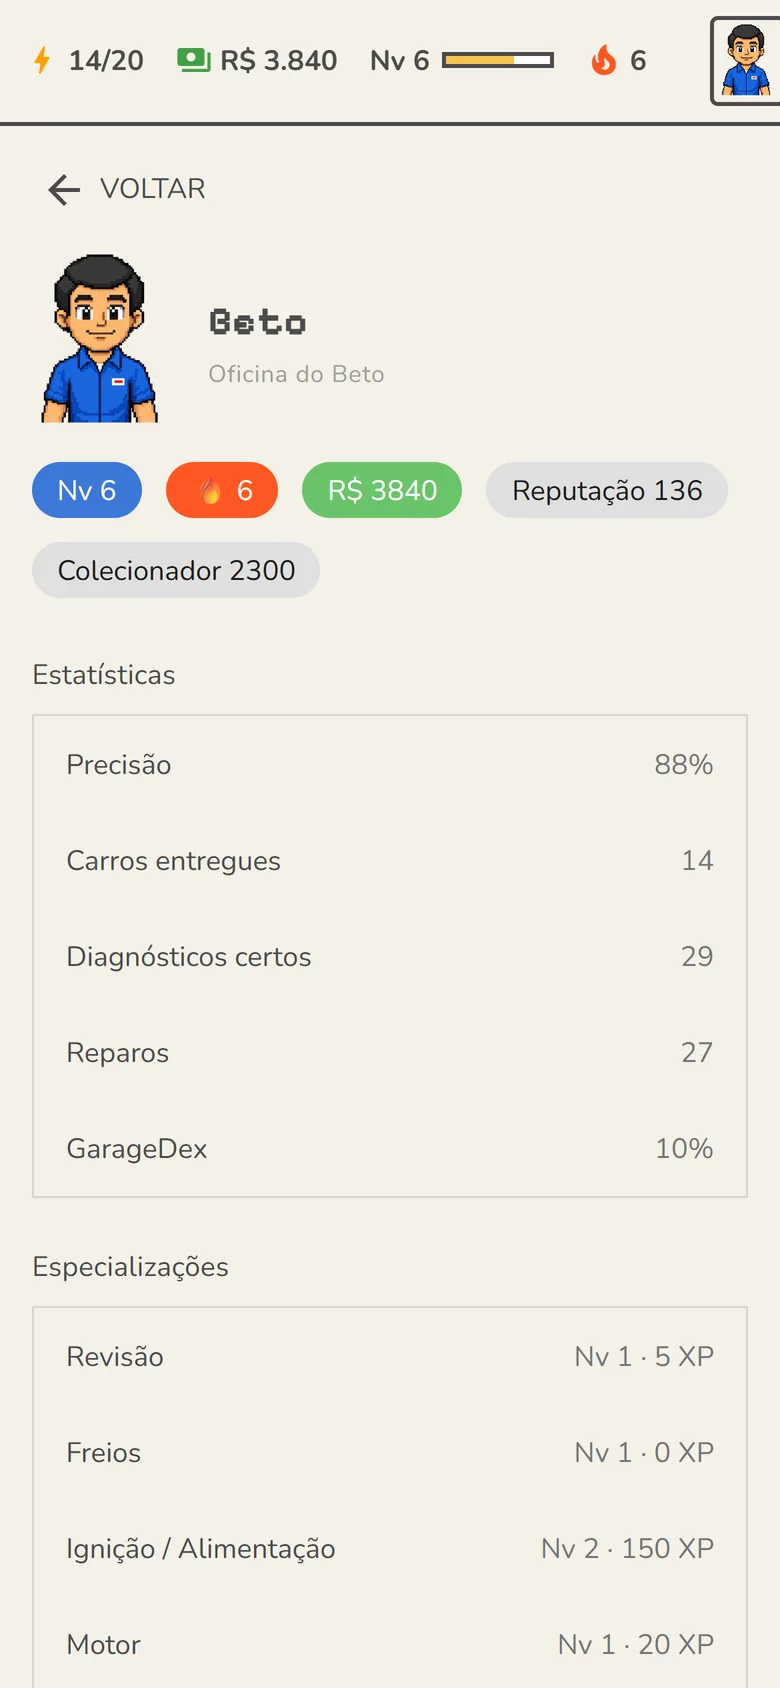 14/20 R$ 3.840 Nv 6 6
VOLTAR
Beto
Oficina do Beto
Nv 6 6 R$ 3840 Reputação 136
Colecionador 2300
Estatísticas
Precisão 88%
Carros entregues 14
Diagnósticos certos 29
Reparos 27
GarageDex 10%
Especializações
Revisão Nv 1 · 5 XP
Freios Nv 1 · 0 XP
Ignição / Alimentação Nv 2 · 150 XP
Motor Nv 1 · 20 XP